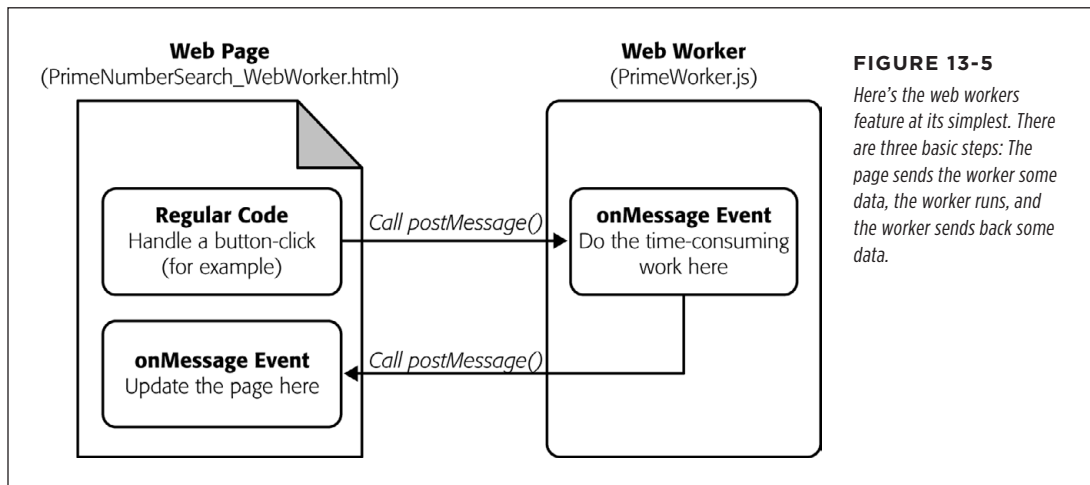 Web Page
(PrimeNumberSearch_WebWorker.html)
Regular Code
Handle a button-click
(for example)
onMessage Event
Update the page here
Call postMessage()
Call postMessage()
Web Worker
(PrimeWorker.js)
onMessage Event
Do the time-consuming
work here
FIGURE 13-5
Here's the web workers
feature at its simplest. There
are three basic steps: The
page sends the worker some
data, the worker runs, and
the worker sends back some
data.